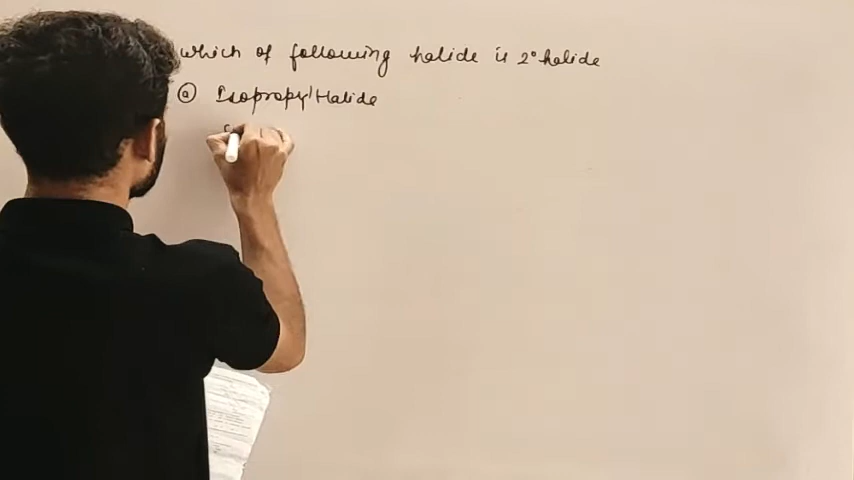 which of following halide is 2° halide
ⓐ Isopropyl Halide